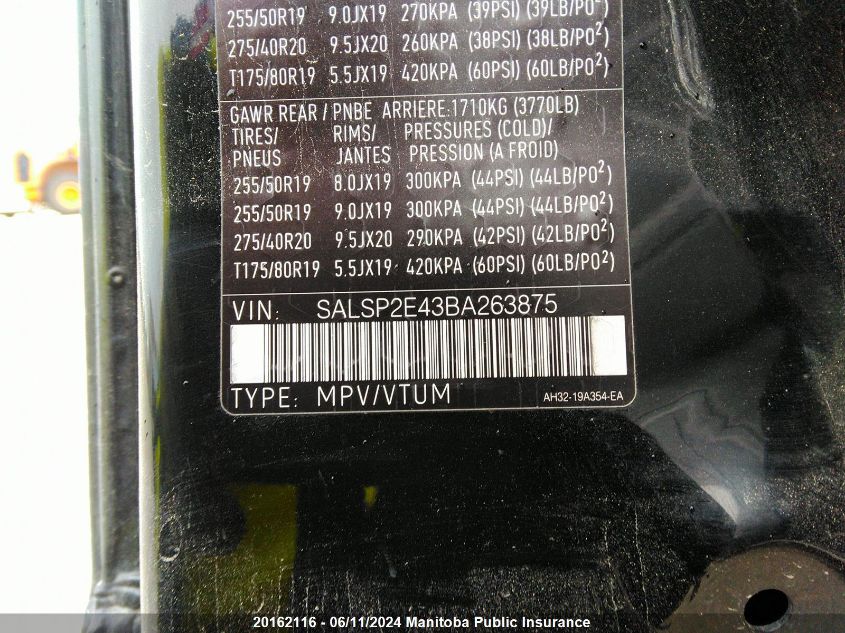 255/50R19 9.0JX19 270KPA (39PSI) (39LB/PO²
275/40R20 9.5JX20 260KPA (38PSI) (38LB/PO²)
T175/80R19 5.5JX19 420KPA (60PSI) (60LB/PO²)
GAWR REAR / PNBE ARRIERE:1710KG (3770LB)
TIRES/ RIMS/ PRESSURES (COLD)/
PNEUS JANTES PRESSION (A FROID)
255/50R19 8.0JX19 300KPA (44PSI) (44LB/PO²)
255/50R19 9.0JX19 300KPA (44PSI) (44LB/PO²)
275/40R20 9.5JX20 290KPA (42PSI) (42LB/PO²)
T175/80R19 5.5JX19 420KPA (60PSI) (60LB/PO²)
VIN: SALSP2E43BA263875
TYPE: MPV/VTUM AH32-19A354-EA
20162116 - 06/11/2024 Manitoba Public Insurance